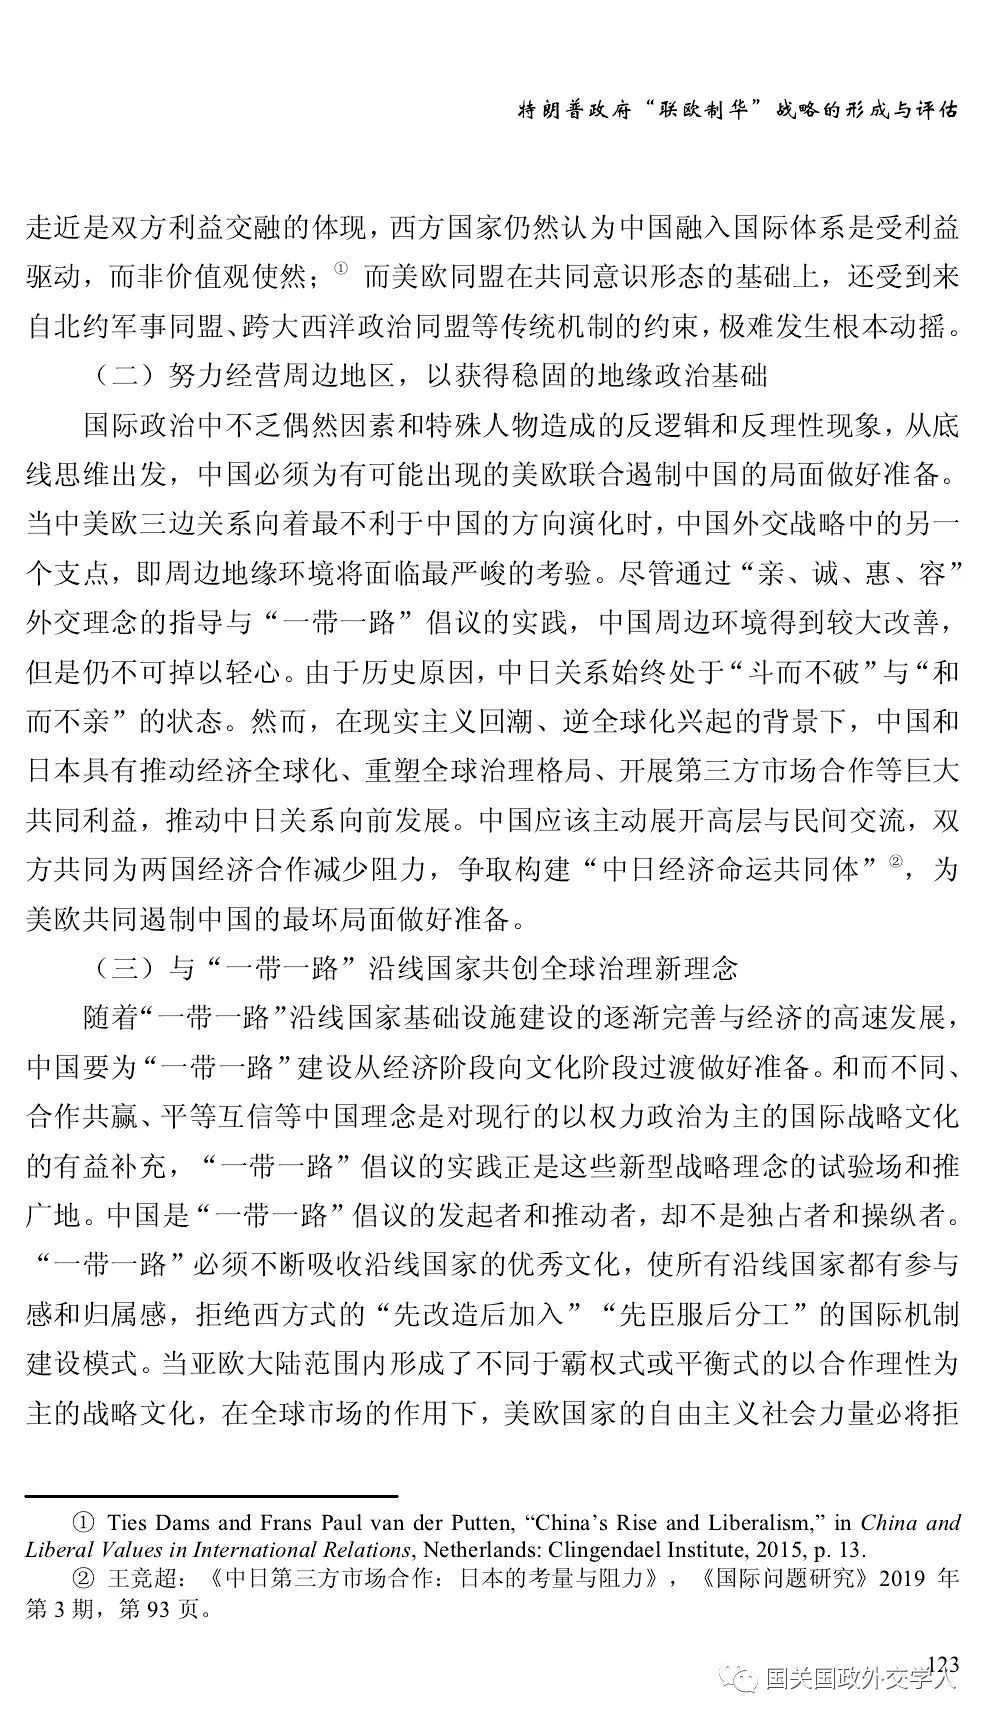 特朗普政府“联欧制华”战略的形成与评估
走近是双方利益交融的体现，西方国家仍然认为中国融入国际体系是受利益
驱动，而非价值观使然；① 而美欧同盟在共同意识形态的基础上，还受到来
自北约军事同盟、跨大西洋政治同盟等传统机制的约束，极难发生根本动摇。
（二）努力经营周边地区，以获得稳固的地缘政治基础
国际政治中不乏偶然因素和特殊人物造成的反逻辑和反理性现象，从底
线思维出发，中国必须为有可能出现的美欧联合遏制中国的局面做好准备。
当中美欧三边关系向着最不利于中国的方向演化时，中国外交战略中的另一
个支点，即周边地缘环境将面临最严峻的考验。尽管通过“亲、诚、惠、容”
外交理念的指导与“一带一路”倡议的实践，中国周边环境得到较大改善，
但是仍不可掉以轻心。由于历史原因，中日关系始终处于“斗而不破”与“和
而不亲”的状态。然而，在现实主义回潮、逆全球化兴起的背景下，中国和
日本具有推动经济全球化、重塑全球治理格局、开展第三方市场合作等巨大
共同利益，推动中日关系向前发展。中国应该主动展开高层与民间交流，双
方共同为两国经济合作减少阻力，争取构建“中日经济命运共同体”②，为
美欧共同遏制中国的最坏局面做好准备。
（三）与“一带一路”沿线国家共创全球治理新理念
随着“一带一路”沿线国家基础设施建设的逐渐完善与经济的高速发展，
中国要为“一带一路”建设从经济阶段向文化阶段过渡做好准备。和而不同、
合作共赢、平等互信等中国理念是对现行的以权力政治为主的国际战略文化
的有益补充，“一带一路”倡议的实践正是这些新型战略理念的试验场和推
广地。中国是“一带一路”倡议的发起者和推动者，却不是独占者和操纵者。
“一带一路”必须不断吸收沿线国家的优秀文化，使所有沿线国家都有参与
感和归属感，拒绝西方式的“先改造后加入”“先臣服后分工”的国际机制
建设模式。当亚欧大陆范围内形成了不同于霸权式或平衡式的以合作理性为
主的战略文化，在全球市场的作用下，美欧国家的自由主义社会力量必将拒
① Ties Dams and Frans Paul van der Putten, “China’s Rise and Liberalism,” in China and
Liberal Values in International Relations, Netherlands: Clingendael Institute, 2015, p. 13.
② 王竞超：《中日第三方市场合作：日本的考量与阻力》，《国际问题研究》2019 年
第 3 期，第 93 页。
123
国关国政外交学人